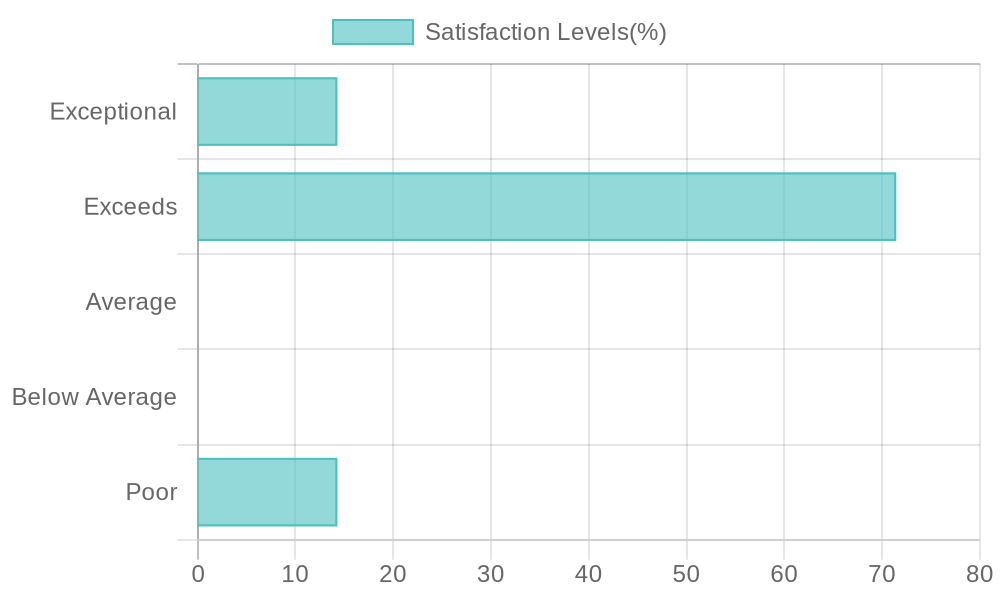 Satisfaction Levels(%)
Exceptional
Exceeds
Average
Below Average
Poor
0 10 20 30 40 50 60 70 80